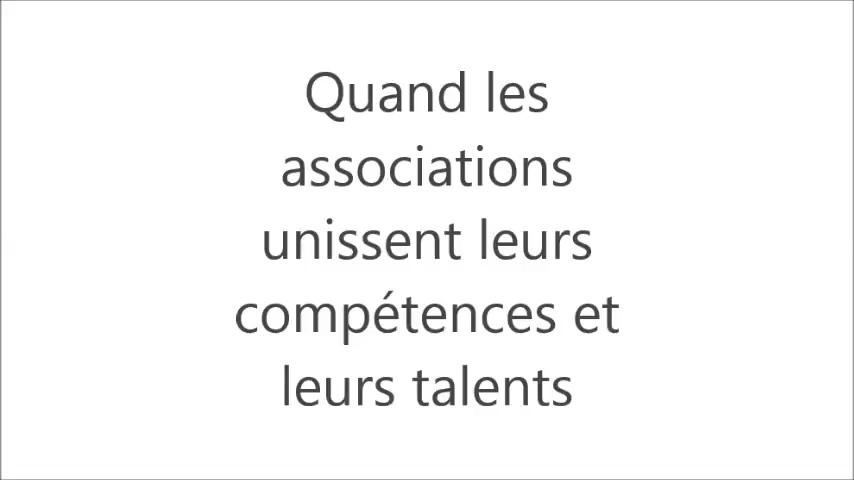 Quand les
associations
unissent leurs
compétences et
leurs talents